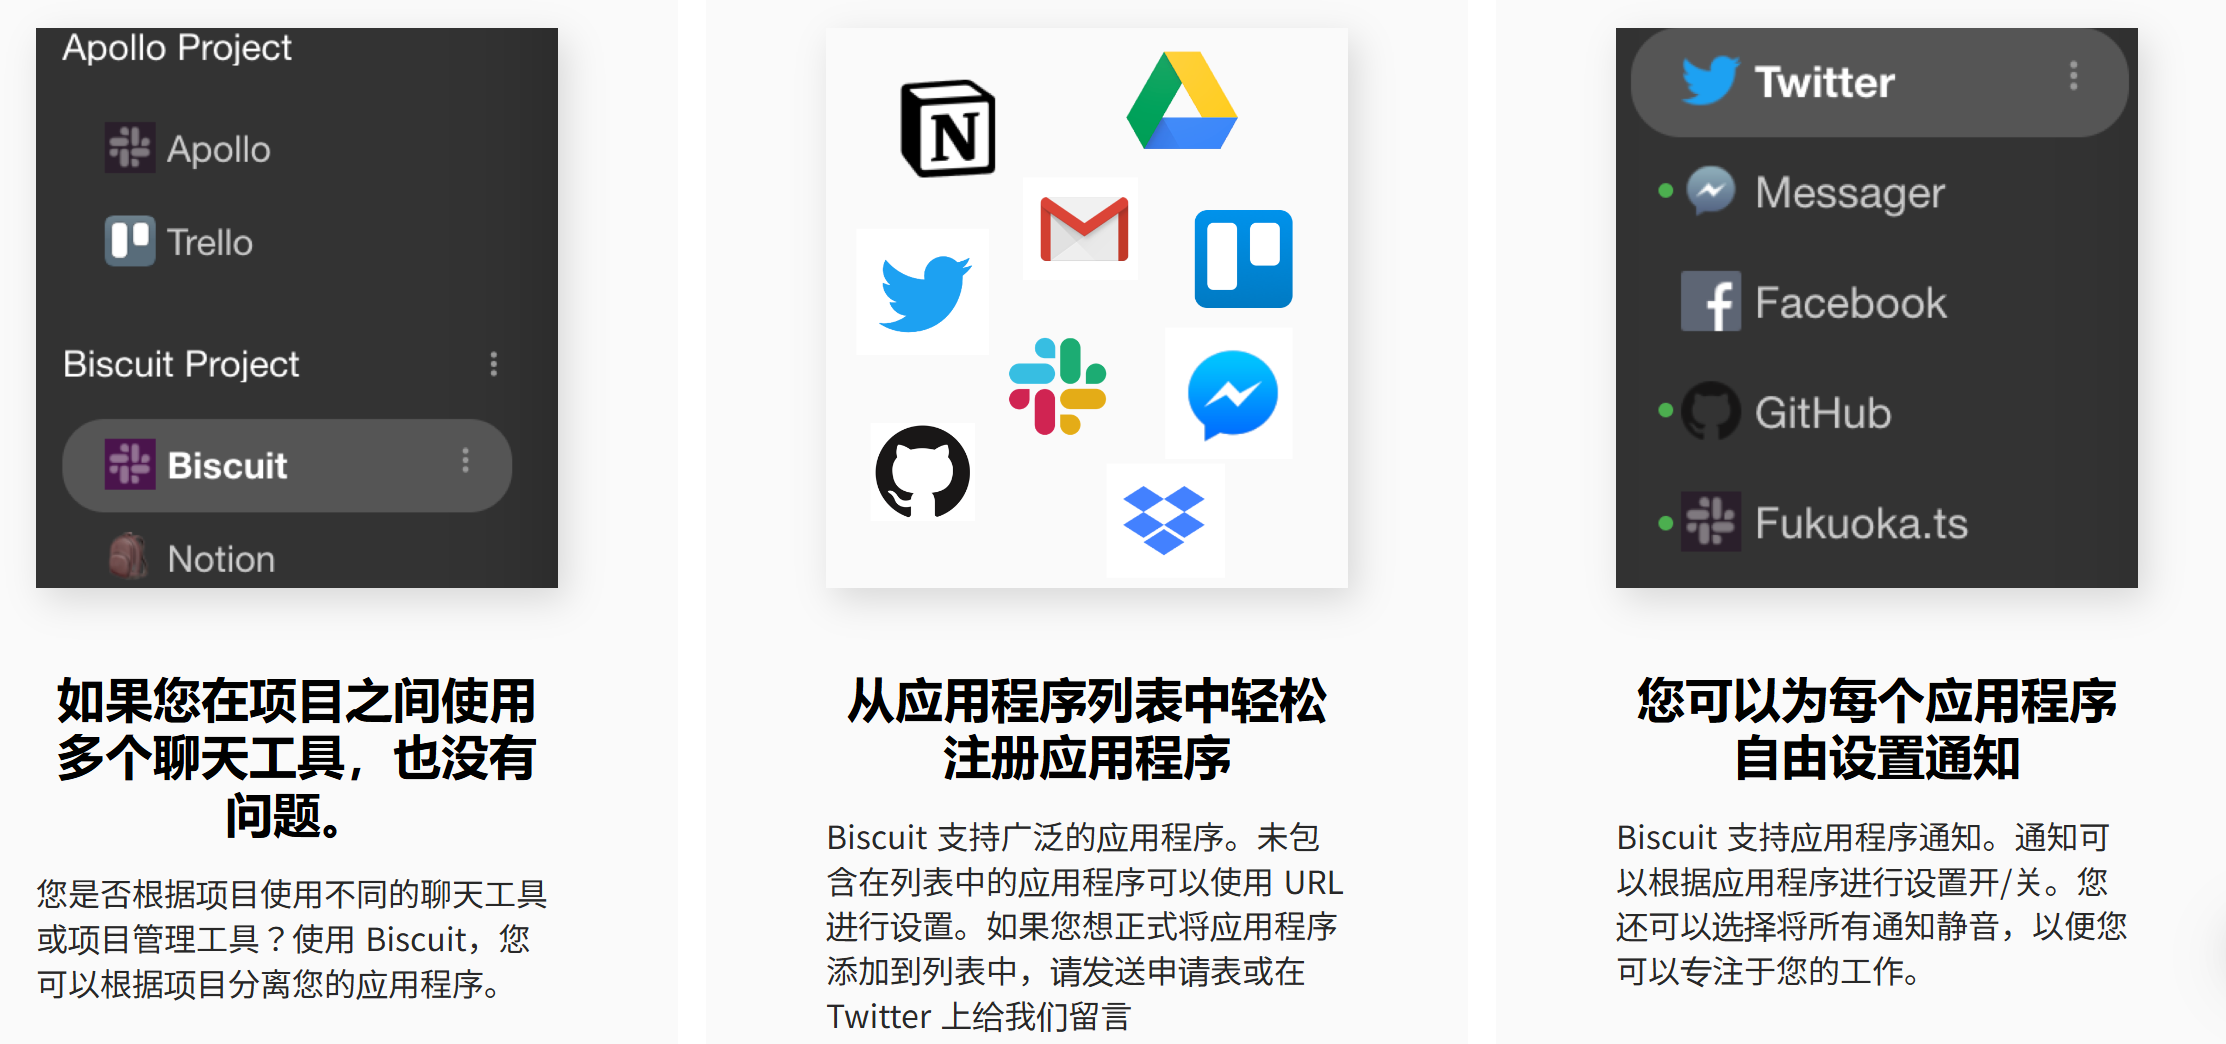 Apollo Project
Apollo
Trello
Biscuit Project
Biscuit
Notion
如果您在项目之间使用
多个聊天工具，也没有
问题。
您是否根据项目使用不同的聊天工具
或项目管理工具？使用 Biscuit，您
可以根据项目分离您的应用程序。
N
从应用程序列表中轻松
注册应用程序
Biscuit 支持广泛的应用程序。未包
含在列表中的应用程序可以使用 URL
进行设置。如果您想正式将应用程序
添加到列表中，请发送申请表或在
Twitter 上给我们留言
Twitter
Messager
Facebook
GitHub
Fukuoka.ts
您可以为每个应用程序
自由设置通知
Biscuit 支持应用程序通知。通知可
以根据应用程序进行设置开/关。您
还可以选择将所有通知静音，以便您
可以专注于您的工作。